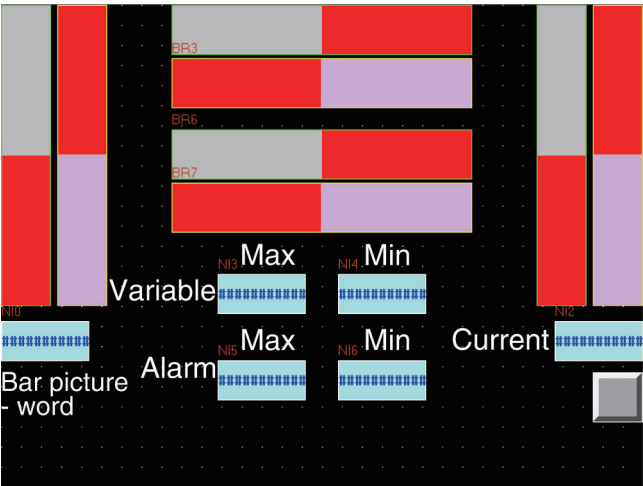 BR3
BR6
BR7
NI3 Max NI4 Min
Variable ########### ###########
NI0 NI2
########### NI5 Max NI6 Min Current ###########
Alarm ########### ###########
Bar picture
- word